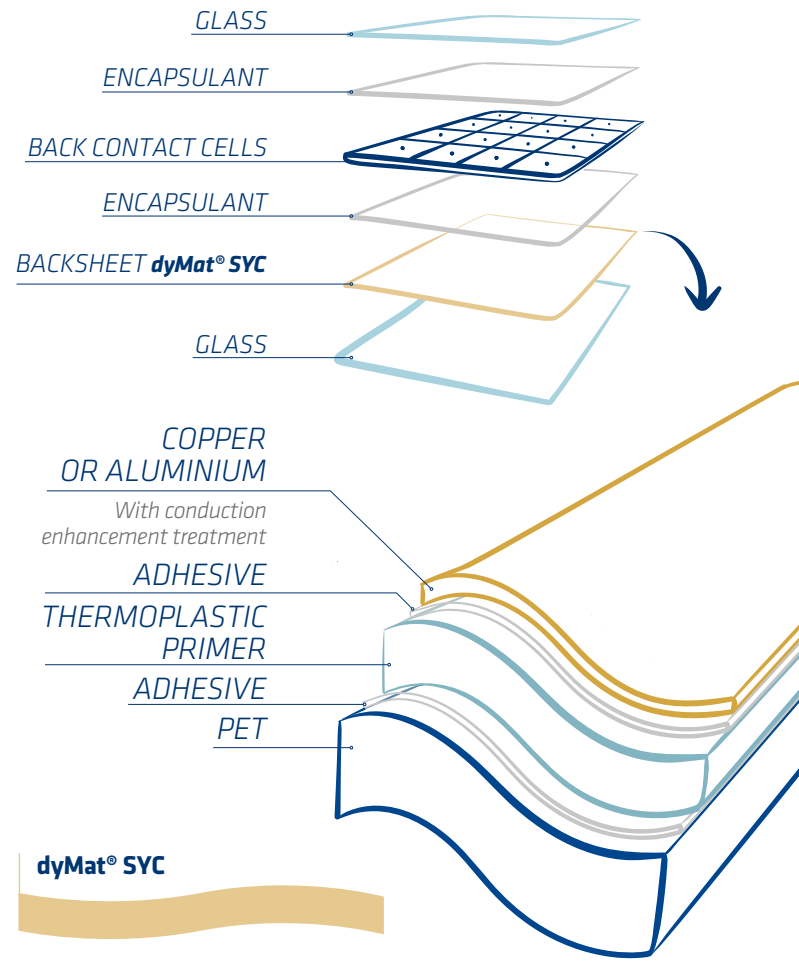 GLASS
ENCAPSULANT
BACK CONTACT CELLS
ENCAPSULANT
BACKSHEET dyMat® SYC
GLASS
COPPER
OR ALUMINIUM
With conduction
enhancement treatment
ADHESIVE
THERMOPLASTIC
PRIMER
ADHESIVE
PET
dyMat® SYC